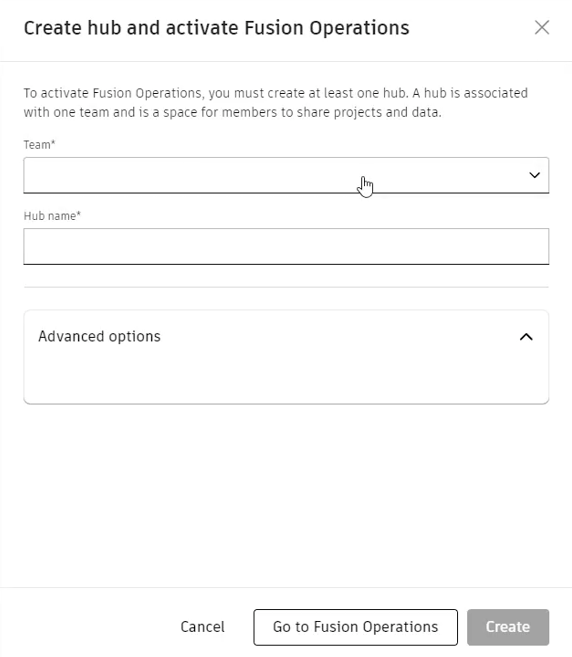 Create hub and activate Fusion Operations
To activate Fusion Operations, you must create at least one hub. A hub is associated
with one team and is a space for members to share projects and data.
Team*
Hub name*
Advanced options
Cancel
Go to Fusion Operations
Create